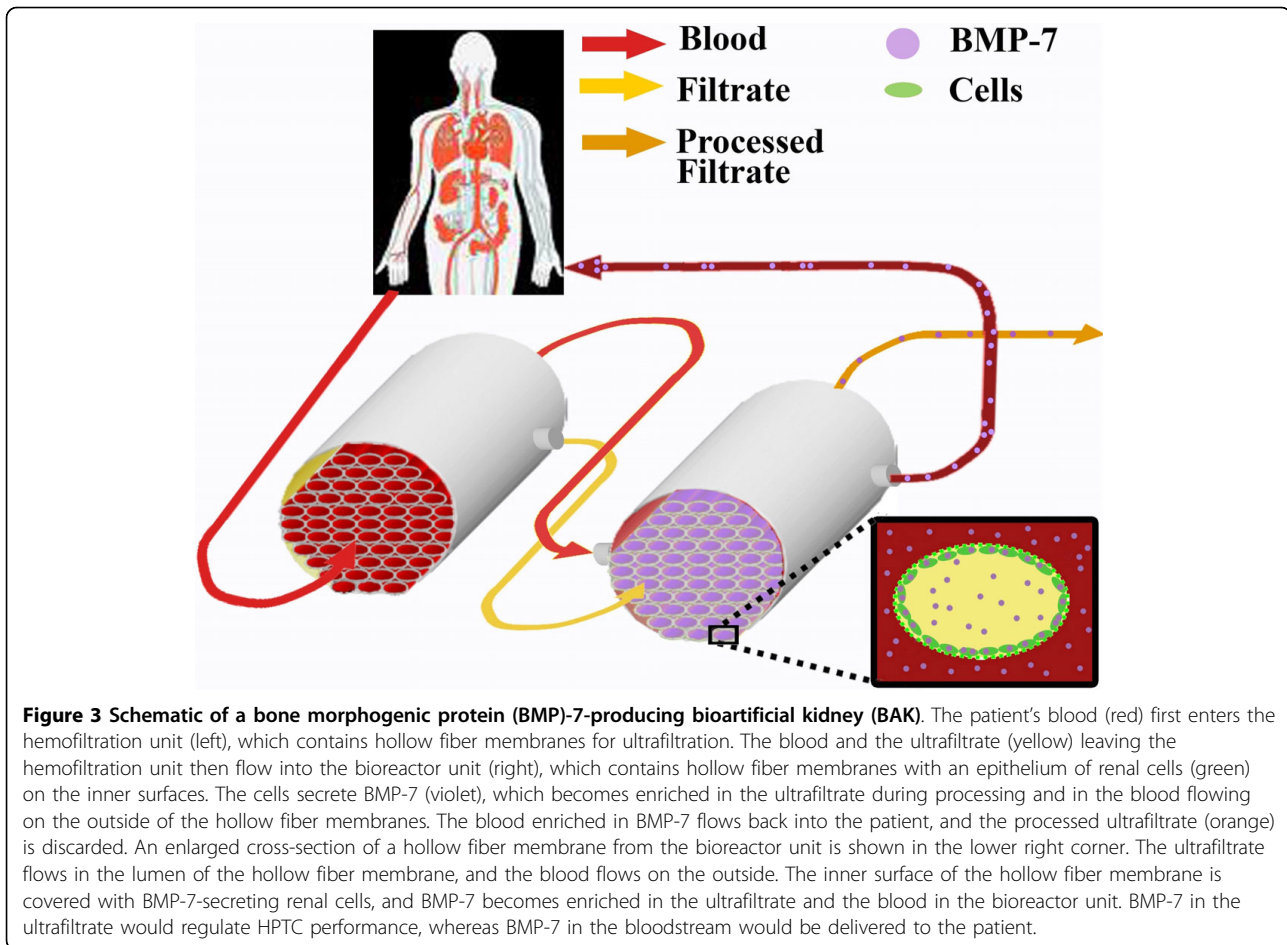 Blood
Filtrate
Processed
Filtrate
BMP-7
Cells
Figure 3 Schematic of a bone morphogenic protein (BMP)-7-producing bioartificial kidney (BAK). The patient's blood (red) first enters the
hemofiltration unit (left), which contains hollow fiber membranes for ultrafiltration. The blood and the ultrafiltrate (yellow) leaving the
hemofiltration unit then flow into the bioreactor unit (right), which contains hollow fiber membranes with an epithelium of renal cells (green)
on the inner surfaces. The cells secrete BMP-7 (violet), which becomes enriched in the ultrafiltrate during processing and in the blood flowing
on the outside of the hollow fiber membranes. The blood enriched in BMP-7 flows back into the patient, and the processed ultrafiltrate (orange)
is discarded. An enlarged cross-section of a hollow fiber membrane from the bioreactor unit is shown in the lower right corner. The ultrafiltrate
flows in the lumen of the hollow fiber membrane, and the blood flows on the outside. The inner surface of the hollow fiber membrane is
covered with BMP-7-secreting renal cells, and BMP-7 becomes enriched in the ultrafiltrate and the blood in the bioreactor unit. BMP-7 in the
ultrafiltrate would regulate HPTC performance, whereas BMP-7 in the bloodstream would be delivered to the patient.